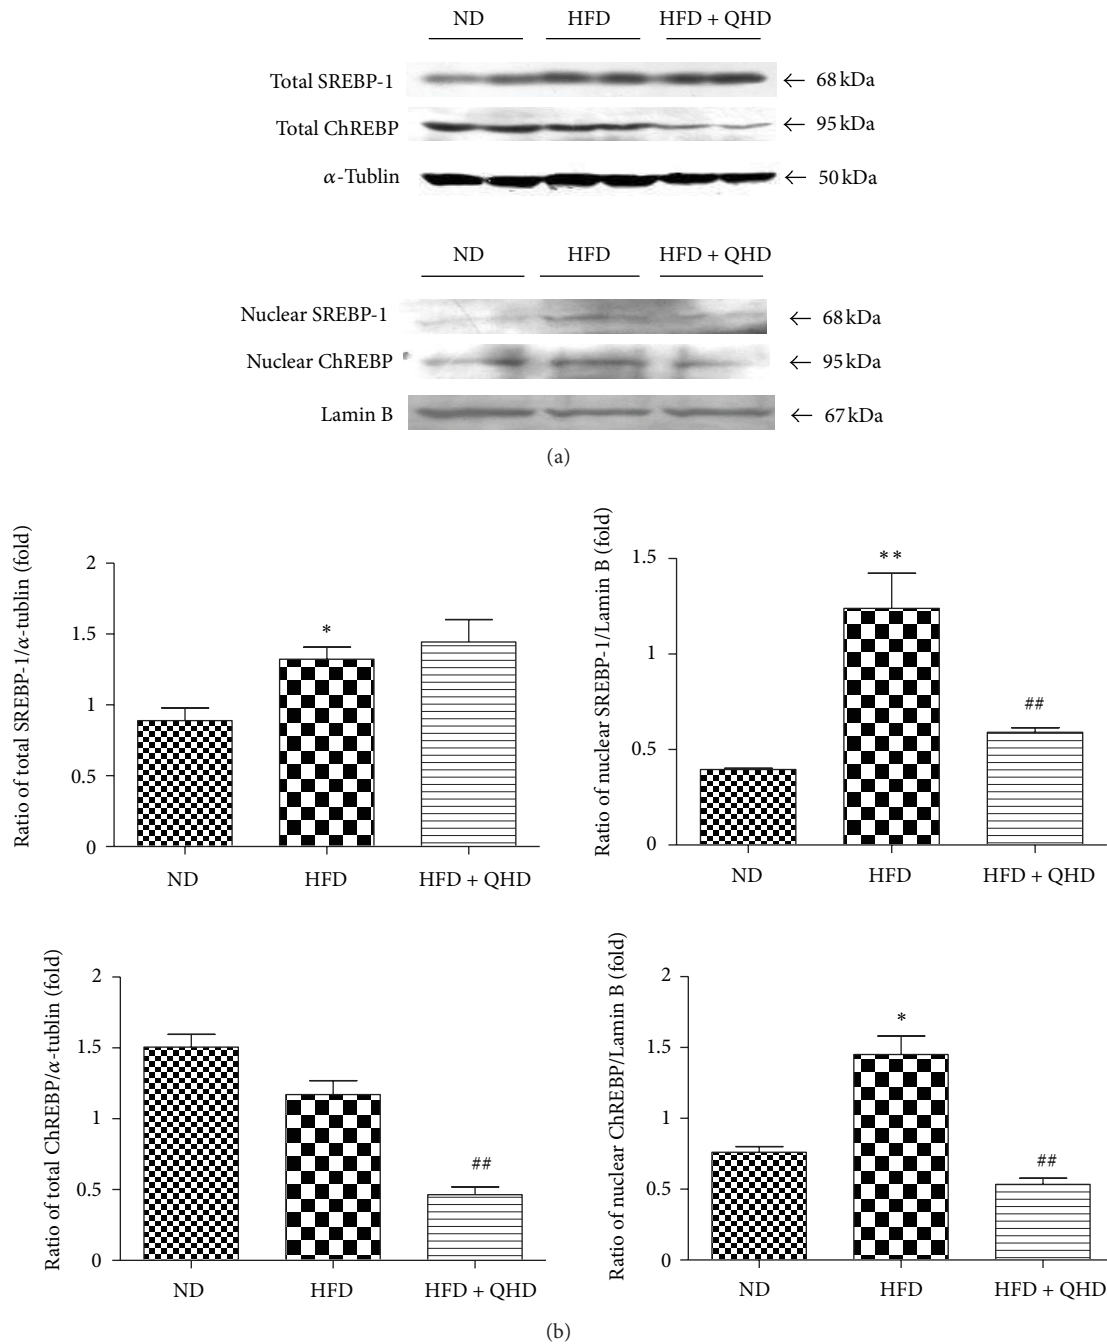 ND HFD HFD + QHD
Total SREBP-1 ← 68 kDa
Total ChREBP ← 95 kDa
α-Tublin ← 50 kDa
ND HFD HFD + QHD
Nuclear SREBP-1 ← 68 kDa
Nuclear ChREBP ← 95 kDa
Lamin B ← 67 kDa
(a)
Ratio of total SREBP-1/α-tublin (fold)
2
1.5
1
0.5
0
*
ND HFD HFD + QHD
Ratio of nuclear SREBP-1/Lamin B (fold)
1.5
1
0.5
0
**
##
ND HFD HFD + QHD
Ratio of total ChREBP/α-tublin (fold)
2
1.5
1
0.5
0
##
ND HFD HFD + QHD
Ratio of nuclear ChREBP/Lamin B (fold)
2
1.5
1
0.5
0
*
##
ND HFD HFD + QHD
(b)